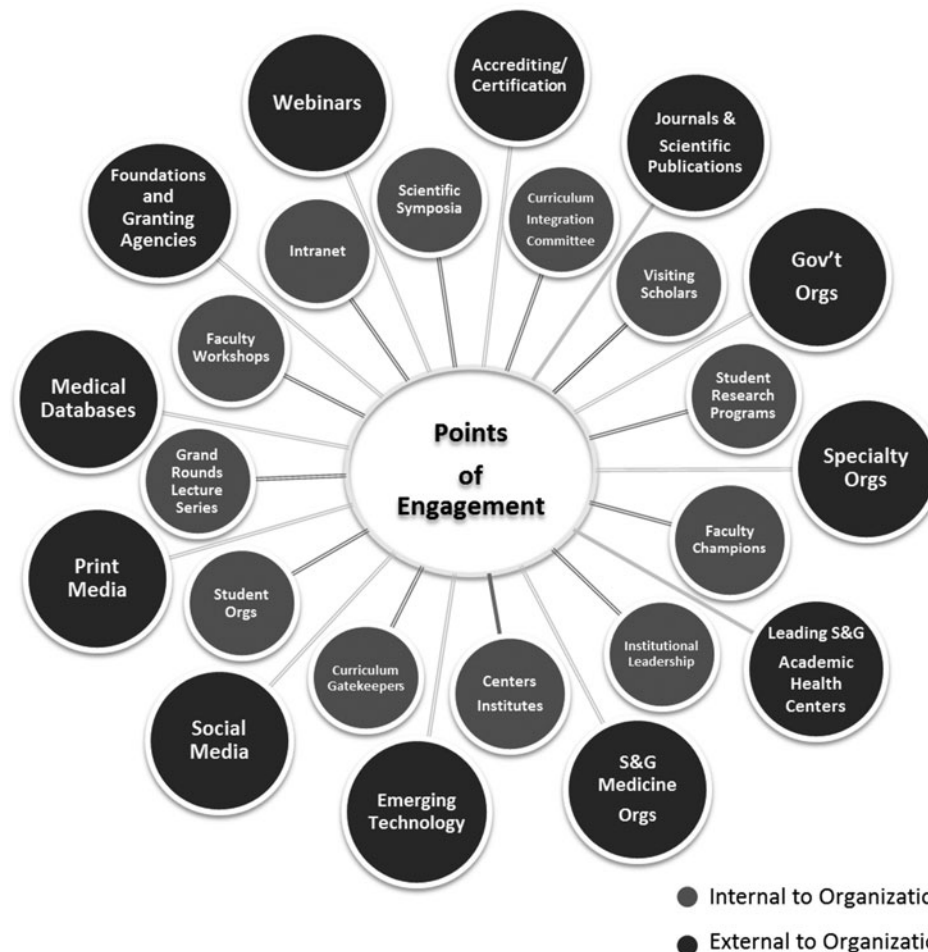 Accrediting/
Certification
Webinars
Journals &
Scientific
Publications
Foundations
and
Granting
Agencies
Scientific
Symposia
Curriculum
Integration
Committee
Intranet
Visiting
Scholars
Gov't
Orgs
Faculty
Workshops
Student
Research
Programs
Medical
Databases
Points
of
Engagement
Grand
Rounds
Lecture
Series
Specialty
Orgs
Faculty
Champions
Print
Media
Student
Orgs
Institutional
Leadership
Leading S&G
Academic
Health
Centers
Curriculum
Gatekeepers
Centers
Institutes
Social
Media
S&G
Medicine
Orgs
Emerging
Technology
Internal to Organizatio
External to Organizatio